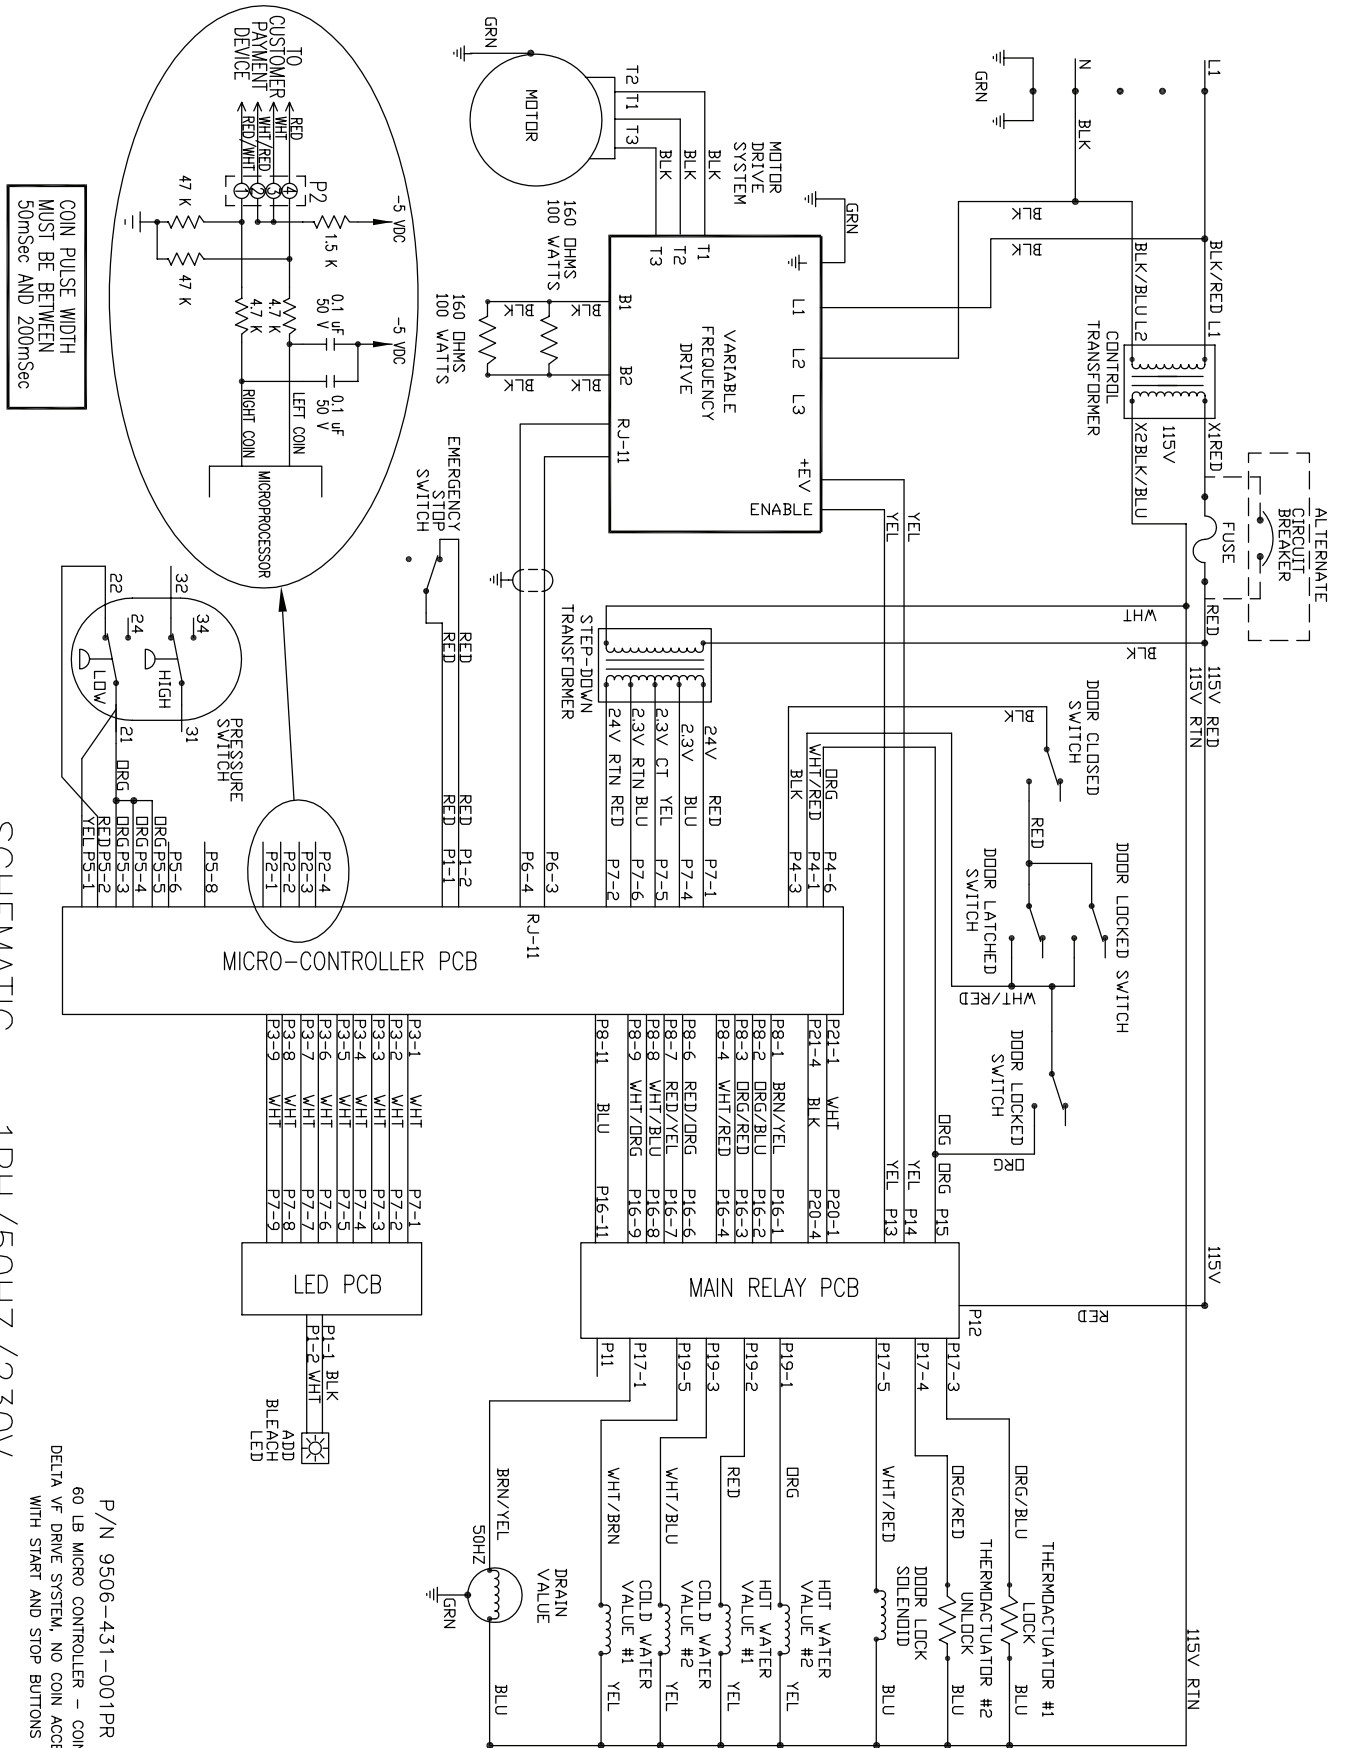 L1
N
GRN
BLK
BLK/RED L1
BLK/BLU L2
BLK
BLK
CONTROL
TRANSFORMER
X1 RED
115V
X2 BLK/BLU
ALTERNATE
CIRCUIT
BREAKER
FUSE
RED
WHT
BLK
115V RED
115V RTN
115V
RED
115V RTN
GRN
MOTOR
T2
T1
T3
BLK
BLK
BLK
MOTOR
DRIVE
SYSTEM
GRN
T1
T2
T3
L1
L2
L3
+EV
ENABLE
VARIABLE
FREQUENCY
DRIVE
B1
B2
RJ-11
160 OHMS
100 WATTS
BLK
BLK
BLK
BLK
160 OHMS
100 WATTS
YEL
YEL
STEP-DOWN
TRANSFORMER
24V RED P7-1
2.3V BLU P7-4
2.3V CT YEL P7-5
2.3V RTN BLU P7-6
24V RTN RED P7-2
EMERGENCY
STOP
SWITCH
RED RED P1-2
RED RED P1-1
P6-3
P6-4
RJ-11
DOOR CLOSED
SWITCH
BLK
RED
DOOR LATCHED
SWITCH
DOOR LOCKED SWITCH
WHT/RED
DOOR LOCKED
SWITCH
ORG
ORG P4-6
WHT/RED P4-1
BLK P4-3
ORG ORG P15
YEL P14
YEL P13
TO
CUSTOMER
PAYMENT
DEVICE
RED
WHT
WHT/RED
RED/WHT
P2
4
3
2
1
-5 VDC
1.5 K
47 K
47 K
4.7 K
4.7 K
0.1 uF
50 V
-5 VDC
0.1 uF
50 V
LEFT COIN
RIGHT COIN
MICROPROCESSOR
COIN PULSE WIDTH
MUST BE BETWEEN
50mSec AND 200mSec
32
34
22
24
HIGH
LOW
31
21
PRESSURE
SWITCH
ORG
P2-4
P2-3
P2-2
P2-1
P5-8
P5-6
ORG P5-5
ORG P5-4
ORG P5-3
RED P5-2
YEL P5-1
MICRO-CONTROLLER PCB
P21-1 WHT P20-1
P21-4 BLK P20-4
P8-1 BRN/YEL P16-1
P8-2 ORG/BLU P16-2
P8-3 ORG/RED P16-3
P8-4 WHT/RED P16-4
P8-6 RED/ORG P16-6
P8-7 RED/YEL P16-7
P8-8 WHT/BLU P16-8
P8-9 WHT/ORG P16-9
P8-11 BLU P16-11
P3-1 WHT P7-1
P3-2 WHT P7-2
P3-3 WHT P7-3
P3-4 WHT P7-4
P3-5 WHT P7-5
P3-6 WHT P7-6
P3-7 WHT P7-7
P3-8 WHT P7-8
P3-9 WHT P7-9
MAIN RELAY PCB
LED PCB
P1-1 BLK
P1-2 WHT
ADD
BLEACH
LED
P12
P17-3
P17-4
P17-5
P19-1
P19-2
P19-3
P19-5
P17-1
P11
ORG/BLU
THERMOACTUATOR #1
LOCK
BLU
ORG/RED
THERMOACTUATOR #2
UNLOCK
BLU
WHT/RED
DOOR LOCK
SOLENOID
BLU
ORG
HOT WATER
VALUE #2
YEL
RED
HOT WATER
VALUE #1
WHT/BLU
COLD WATER
VALUE #2
YEL
WHT/BRN
COLD WATER
VALUE #1
YEL
BRN/YEL
50HZ
DRAIN
VALUE
GRN
BLU
SCHEMATIC 1PH/50HZ/230V
P/N 9506-431-001PR
60 LB MICRO CONTROLLER - COIN
DELTA VF DRIVE SYSTEM, NO COIN ACCE
WITH START AND STOP BUTTONS